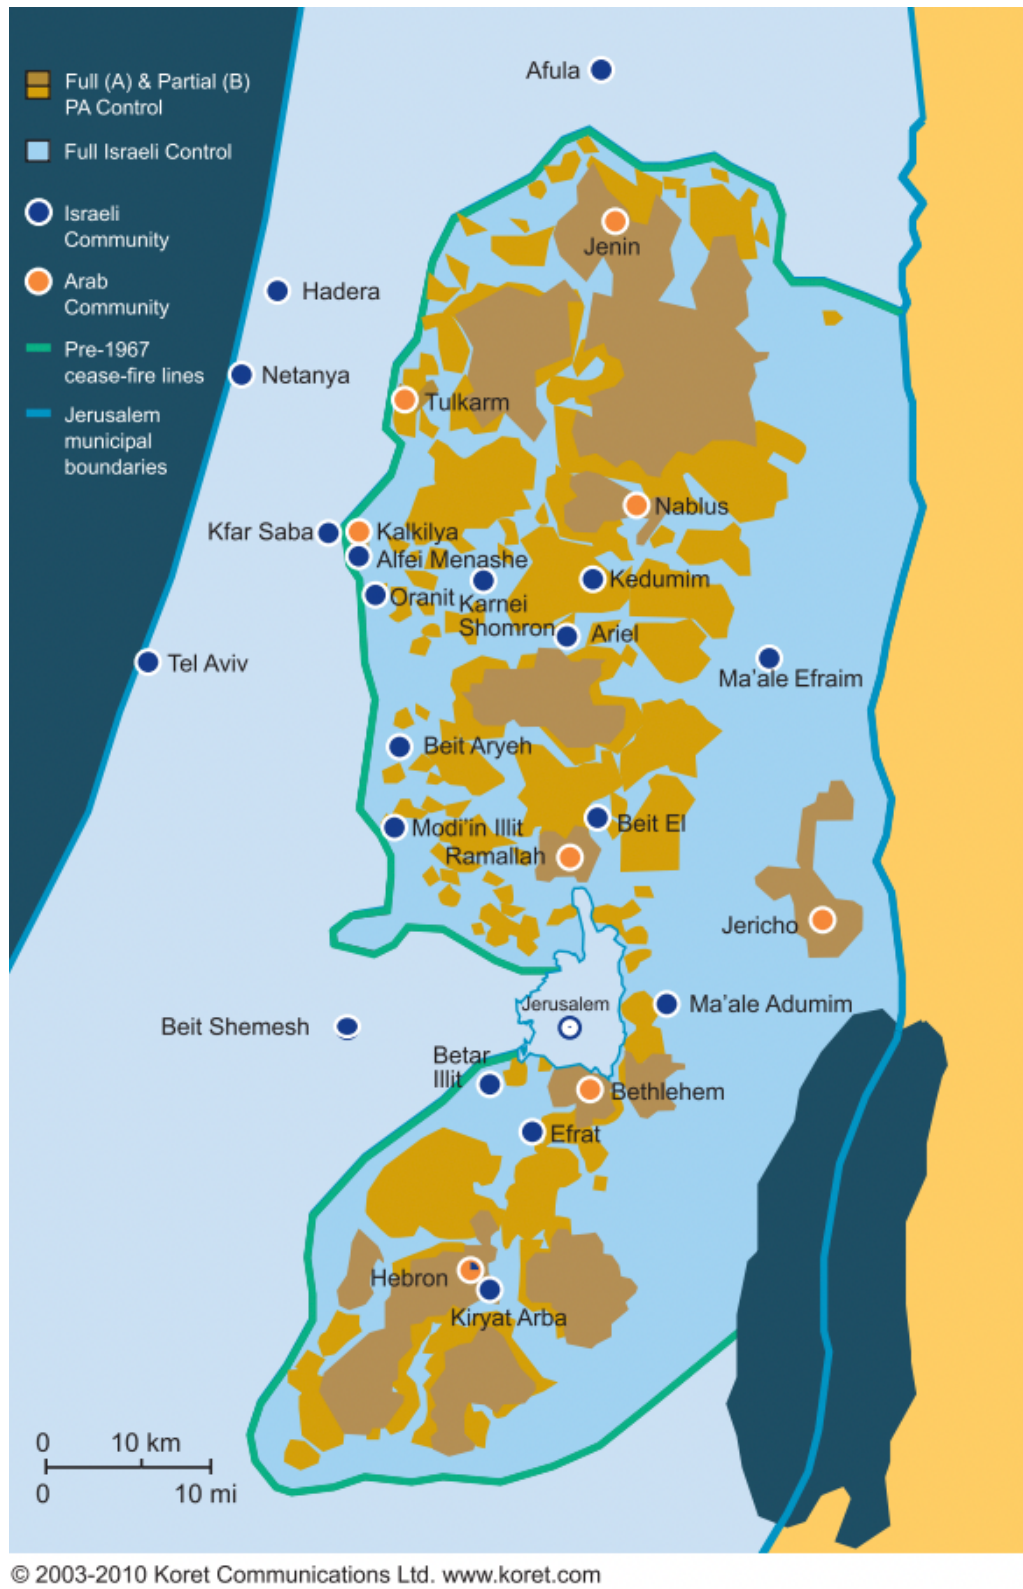 Full (A) & Partial (B)
PA Control
Full Israeli Control
Israeli
Community
Arab
Community
Pre-1967
cease-fire lines
Jerusalem
municipal
boundaries
Afula
Jenin
Hadera
Netanya
Tulkarm
Nablus
Kfar Saba
Kalkilya
Alfei Menashe
Oranit
Karnei
Shomron
Kedumim
Ariel
Tel Aviv
Ma'ale Efraim
Beit Aryeh
Modi'in Illit
Beit El
Ramallah
Jericho
Jerusalem
Ma'ale Adumim
Beit Shemesh
Betar
Illit
Bethlehem
Efrat
Hebron
Kiryat Arba
0 10 km
0 10 mi
© 2003-2010 Koret Communications Ltd. www.koret.com